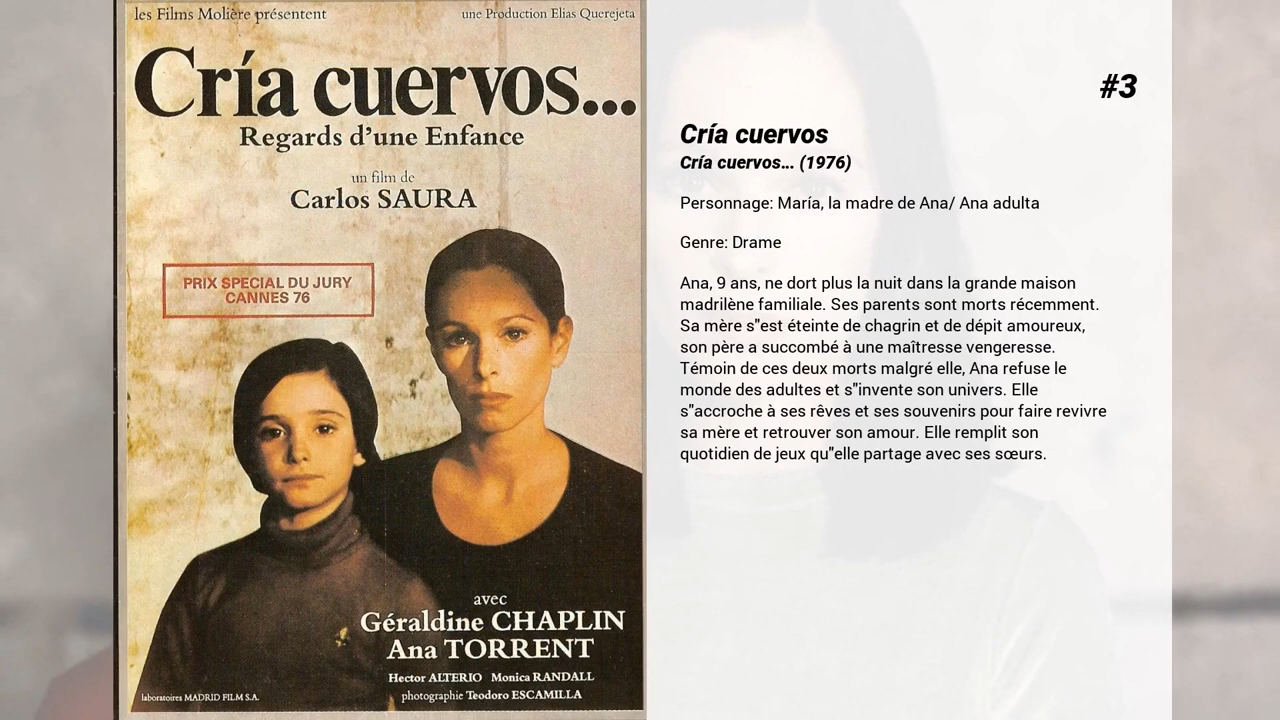 les Films Molière présentent
une Production Elias Querejeta
Cría cuervos...
Regards d'une Enfance
un film de
Carlos SAURA
PRIX SPECIAL DU JURY
CANNES 76
avec
Géraldine CHAPLIN
Ana TORRENT
Hector ALTERIO Monica RANDALL
photographie Teodoro ESCAMILLA
laboratoires MADRID FILM S.A.
#3
Cría cuervos
Cría cuervos... (1976)
Personnage: María, la madre de Ana/ Ana adulta
Genre: Drame
Ana, 9 ans, ne dort plus la nuit dans la grande maison
madrilène familiale. Ses parents sont morts récemment.
Sa mère s"est éteinte de chagrin et de dépit amoureux,
son père a succombé à une maîtresse vengeresse.
Témoin de ces deux morts malgré elle, Ana refuse le
monde des adultes et s"invente son univers. Elle
s"accroche à ses rêves et ses souvenirs pour faire revivre
sa mère et retrouver son amour. Elle remplit son
quotidien de jeux qu"elle partage avec ses sœurs.